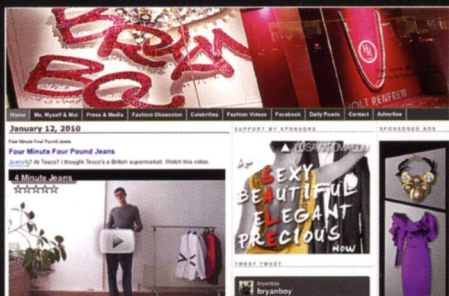 BRYAN
BOY
HR
HOLT RENFREW
Home Me, Myself & Moi Press & Media Fashion Obsession Celebrities Fashion Videos Facebook Daily Reads Contact Advertise
January 12, 2010
Four Minute Four Pound Jeans
Four Minute Four Pound Jeans
Jeans? At Tesco? I thought Tesco's a British supermarket. Watch this video.
4 Minute Jeans
SUPPORT MY SPONSORS
SEXY
BEAUTIFUL
ELEGANT
PRECIOUS
NOW
TWEET TWEET
bryanboy
bryanboy
SPONSORED ADS